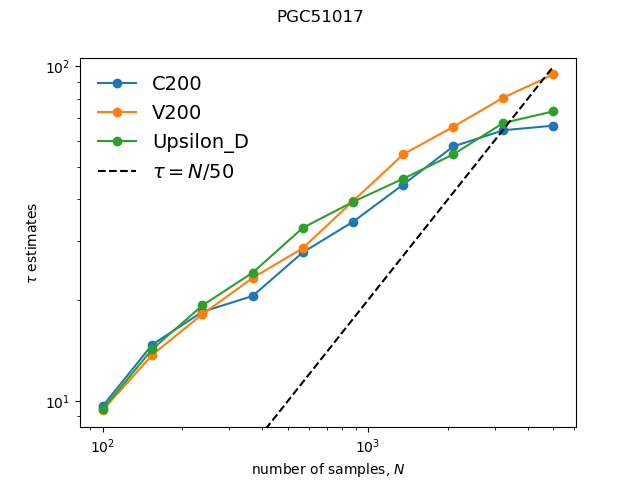 PGC51017
10²
10¹
τ estimates
C200
V200
Upsilon_D
τ = N/50
10²
10³
number of samples, N